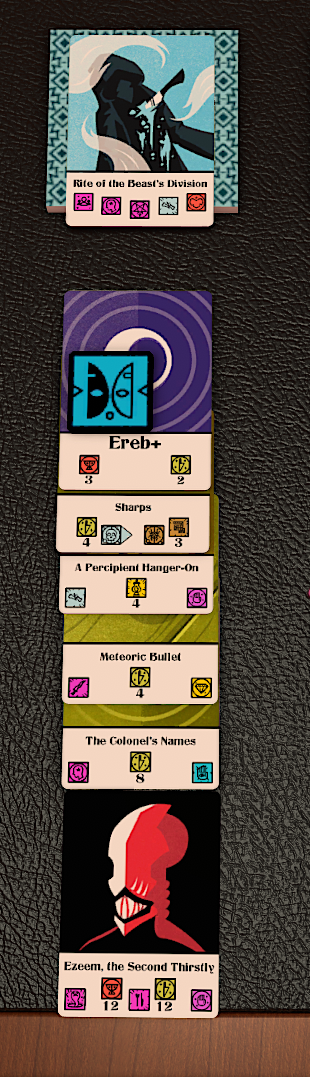 Rite of the Beast's Division
Ereb+
3 2
Sharps
4 3
A Percipient Hanger-On
4
Meteoric Bullet
4
The Colonel's Names
8
Ezeem, the Second Thirstly
12 12